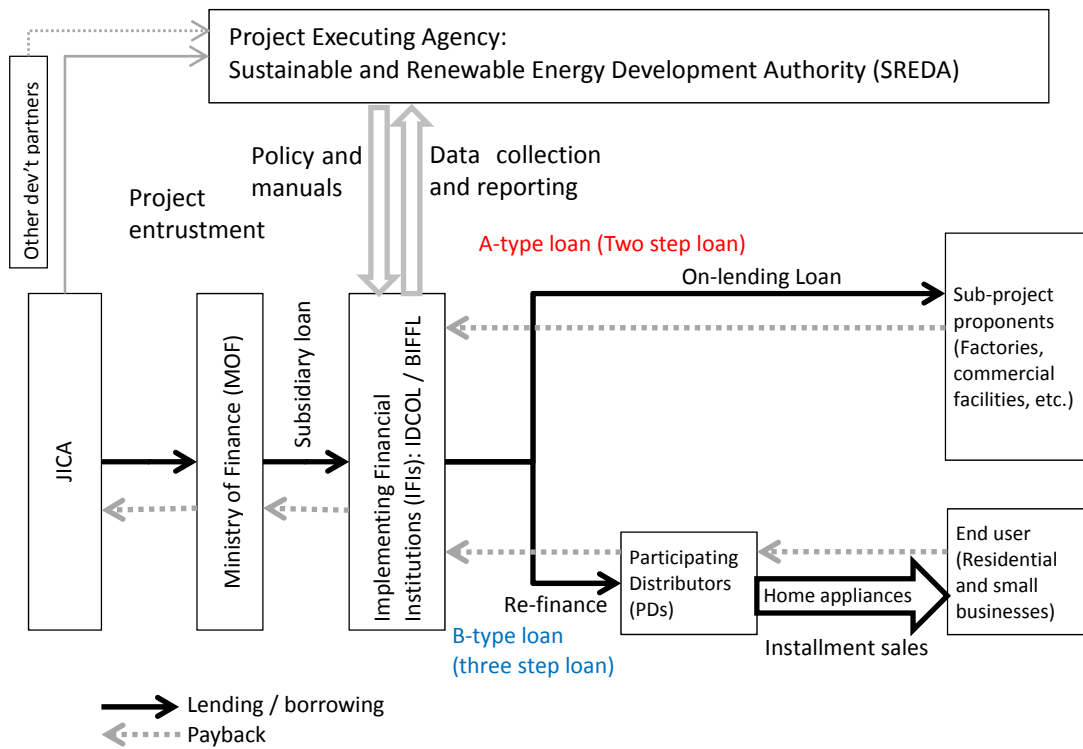 Project Executing Agency:
Sustainable and Renewable Energy Development Authority (SREDA)
Other dev't partners
Policy and
manuals
Data collection
and reporting
Project
entrustment
A-type loan (Two step loan)
On-lending Loan
Sub-project
proponents
(Factories,
commercial
facilities, etc.)
JICA
Ministry of Finance (MOF)
Subsidiary loan
Implementing Financial
Institutions (IFIs): IDCOL / BIFFL
Re-finance
B-type loan
(three step loan)
Participating
Distributors
(PDs)
Home appliances
Installment sales
End user
(Residential
and small
businesses)
Lending / borrowing
Payback